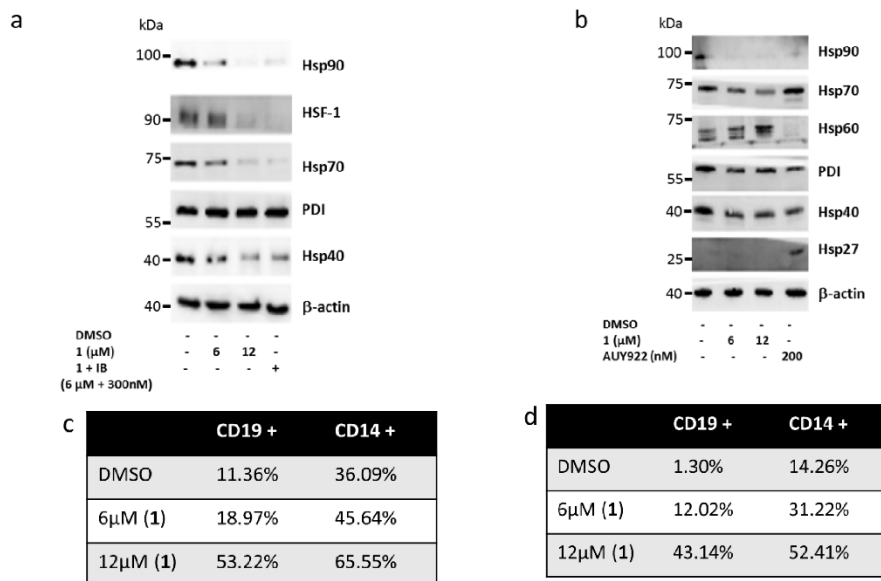 a
kDa
100
Hsp90
90
HSF-1
75
Hsp70
55
PDI
40
Hsp40
40
β-actin
DMSO - - - -
1 (μM) - 6 12 -
1 + IB - - - +
(6 μM + 300nM)
b
kDa
100
Hsp90
75
Hsp70
75
Hsp60
55
PDI
40
Hsp40
25
Hsp27
40
β-actin
DMSO - - - -
1 (μM) - 6 12 -
AUY922 (nM) - - - 200
c
CD19 + CD14 +
DMSO 11.36% 36.09%
6μM (1) 18.97% 45.64%
12μM (1) 53.22% 65.55%
d
CD19 + CD14 +
DMSO 1.30% 14.26%
6μM (1) 12.02% 31.22%
12μM (1) 43.14% 52.41%